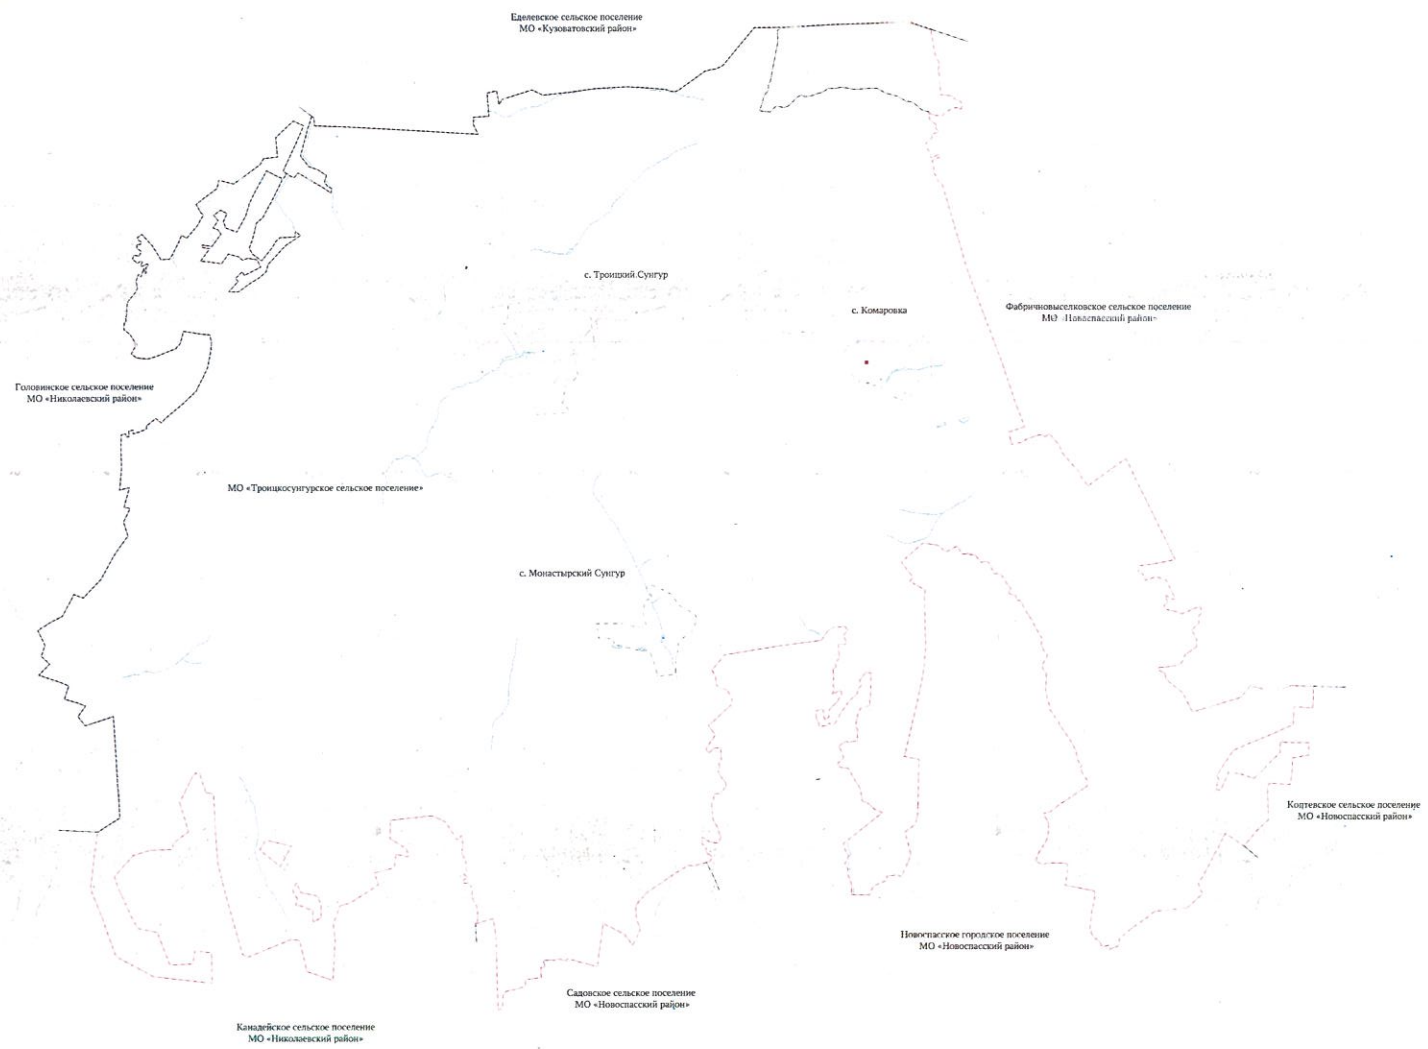 Еделевское сельское поселение
МО «Кузоватовский район»
с. Троицкий Сунгур
с. Комаровка
Фабричновыселковское сельское поселение
МО «Новоспасский район»
Головинское сельское поселение
МО «Николаевский район»
МО «Троицкосунгурское сельское поселение»
с. Монастырский Сунгур
Коптевское сельское поселение
МО «Новоспасский район»
Новоспасское городское поселение
МО «Новоспасский район»
Садовское сельское поселение
МО «Новоспасский район»
Канадейское сельское поселение
МО «Николаевский район»